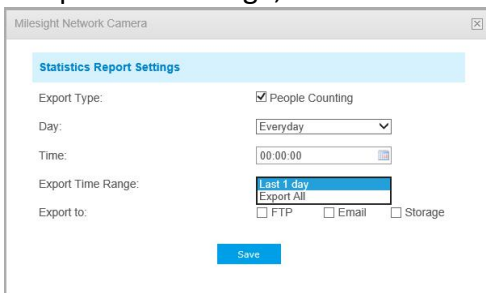 Milesight Network Camera
Statistics Report Settings
Export Type: People Counting
Day: Everyday
Time: 00:00:00
Export Time Range: Last 1 day
Export All
Export to: FTP Email Storage
Save